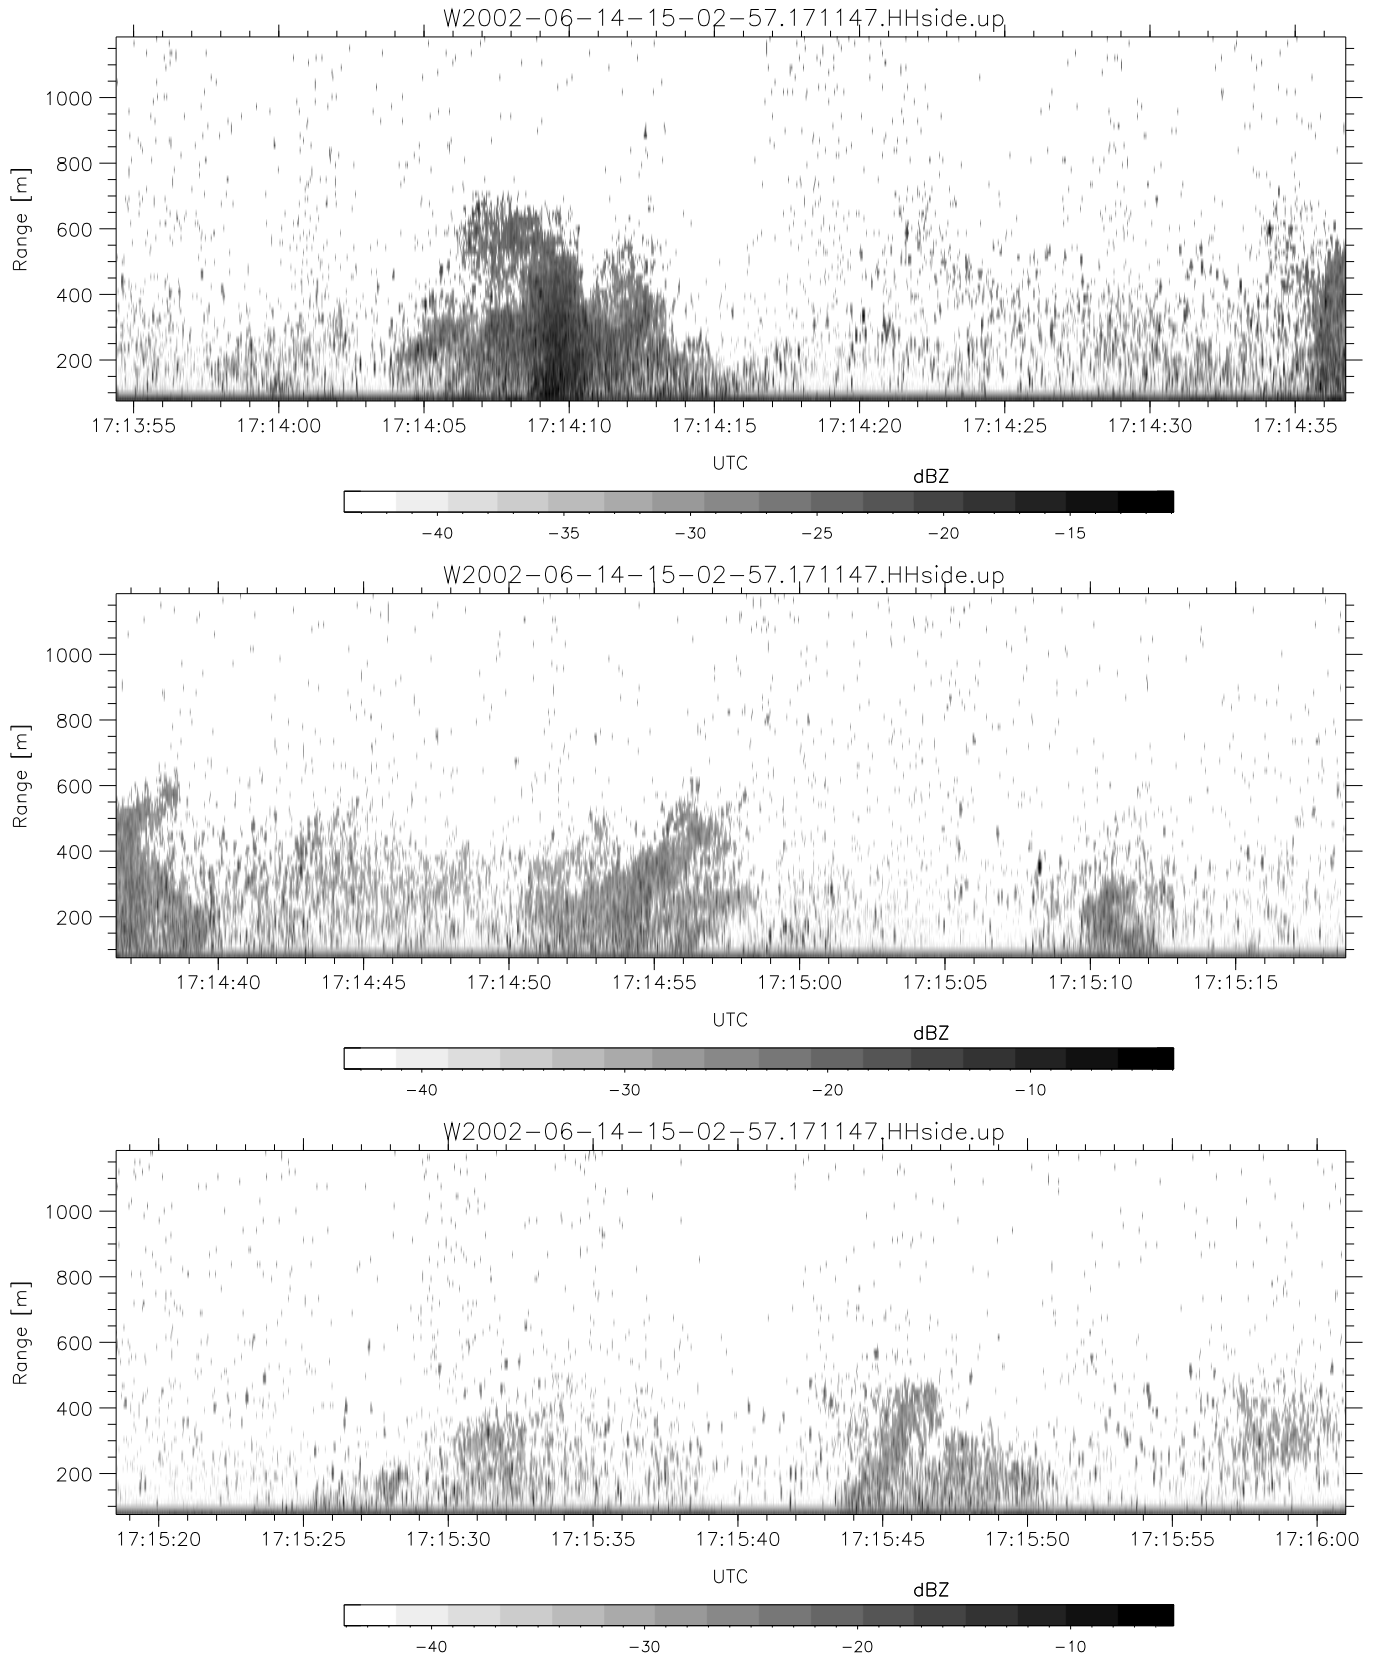 W2002-06-14-15-02-57.171147.HHside.up
Range [m]
1000
800
600
400
200
17:13:55 17:14:00 17:14:05 17:14:10 17:14:15 17:14:20 17:14:25 17:14:30 17:14:35
UTC
dBZ
-40 -35 -30 -25 -20 -15
W2002-06-14-15-02-57.171147.HHside.up
Range [m]
1000
800
600
400
200
17:14:40 17:14:45 17:14:50 17:14:55 17:15:00 17:15:05 17:15:10 17:15:15
UTC
dBZ
-40 -30 -20 -10
W2002-06-14-15-02-57.171147.HHside.up
Range [m]
1000
800
600
400
200
17:15:20 17:15:25 17:15:30 17:15:35 17:15:40 17:15:45 17:15:50 17:15:55 17:16:00
UTC
dBZ
-40 -30 -20 -10